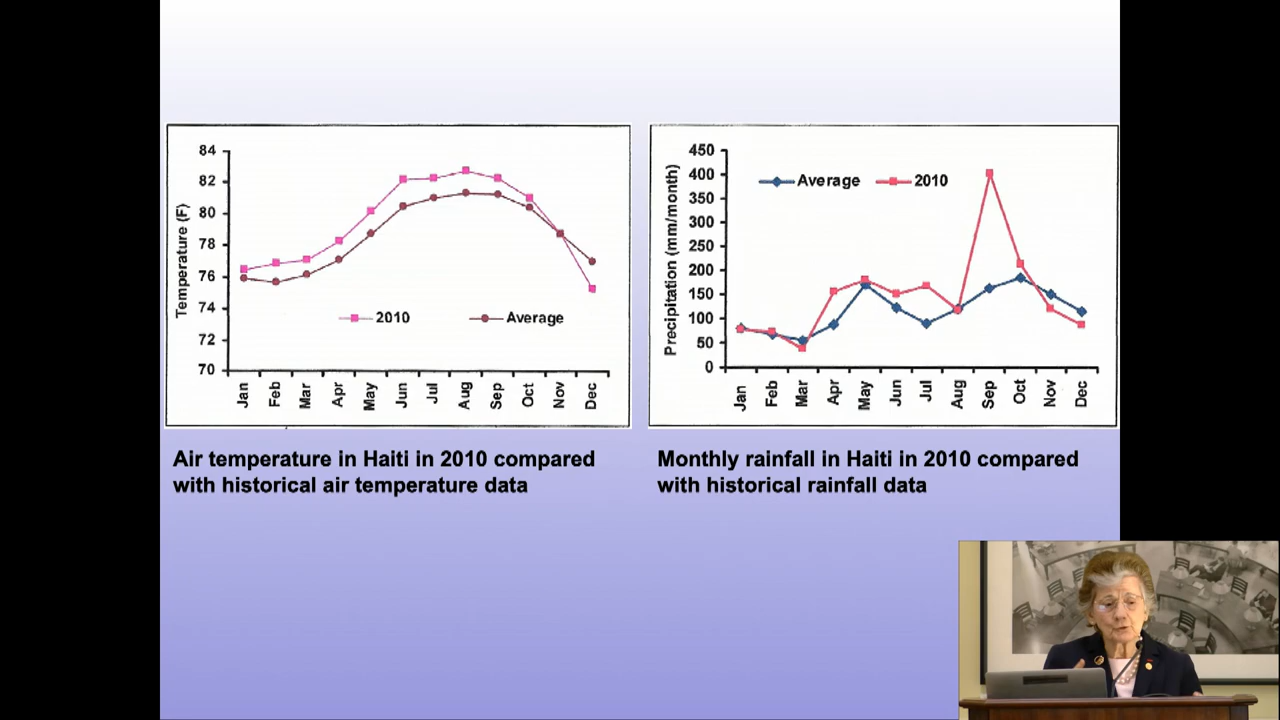 84
82
80
78
76
74
72
70
Temperature (F)
2010
Average
Jan Feb Mar Apr May Jun Jul Aug Sep Oct Nov Dec
Air temperature in Haiti in 2010 compared
with historical air temperature data
450
400
350
300
250
200
150
100
50
0
Precipitation (mm/month)
Average
2010
Jan Feb Mar Apr May Jun Jul Aug Sep Oct Nov Dec
Monthly rainfall in Haiti in 2010 compared
with historical rainfall data